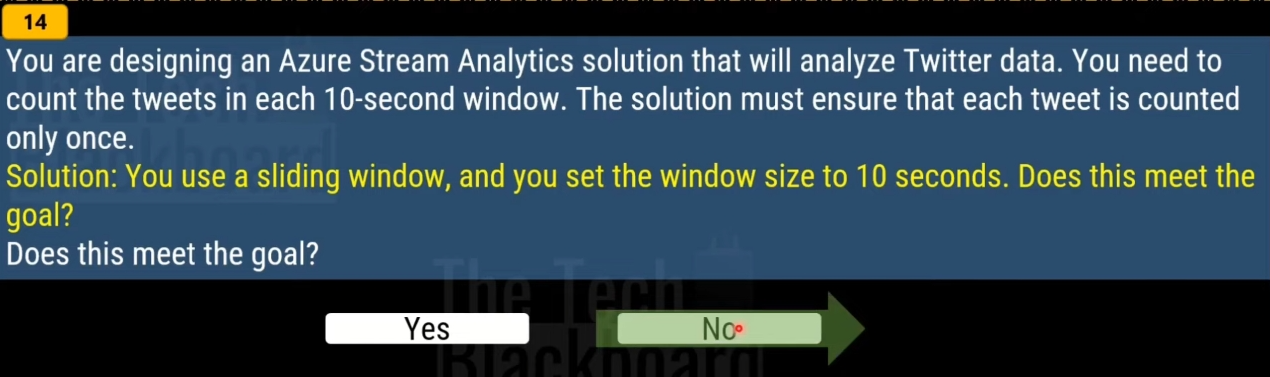 14
You are designing an Azure Stream Analytics solution that will analyze Twitter data. You need to
count the tweets in each 10-second window. The solution must ensure that each tweet is counted
only once.
Solution: You use a sliding window, and you set the window size to 10 seconds. Does this meet the
goal?
Does this meet the goal?
The Tech
Yes No
Blackboard